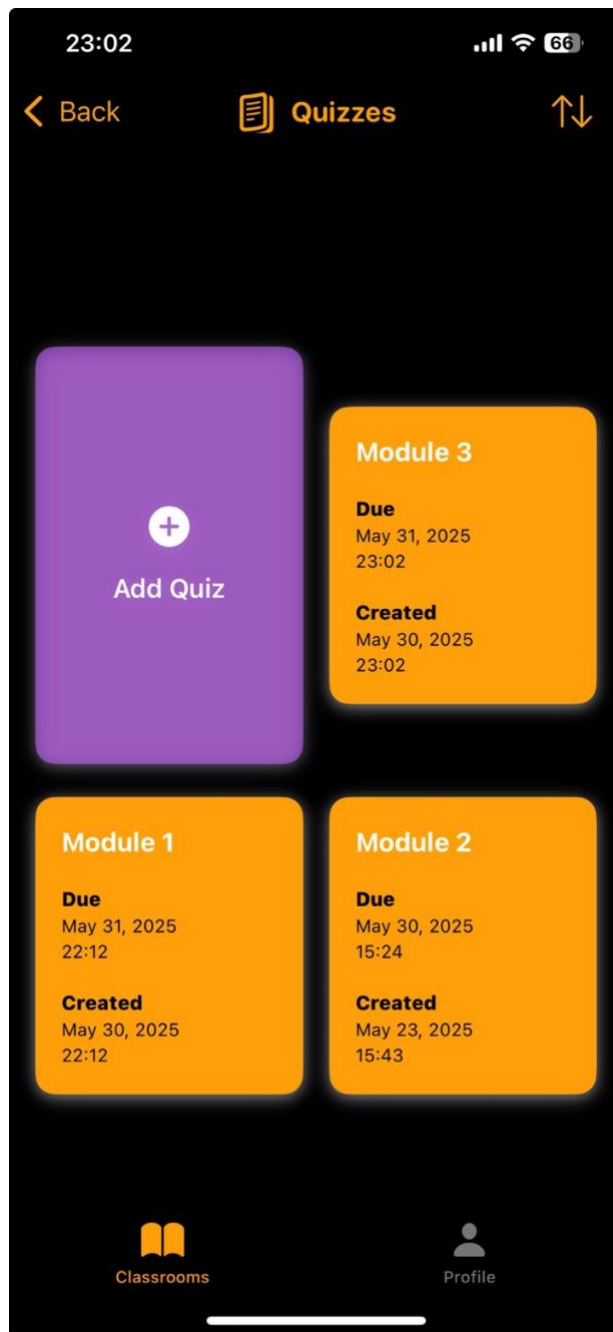 23:02
66
Back
Quizzes
Add Quiz
Module 3
Due
May 31, 2025
23:02
Created
May 30, 2025
23:02
Module 1
Due
May 31, 2025
22:12
Created
May 30, 2025
22:12
Module 2
Due
May 30, 2025
15:24
Created
May 23, 2025
15:43
Classrooms
Profile